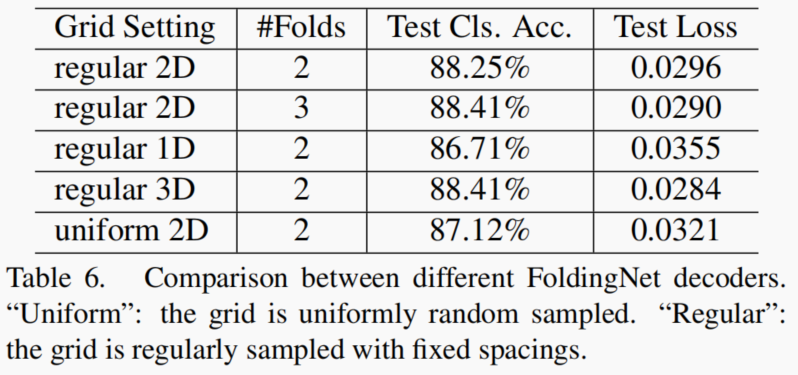 Grid Setting #Folds Test Cls. Acc. Test Loss
regular 2D 2 88.25% 0.0296
regular 2D 3 88.41% 0.0290
regular 1D 2 86.71% 0.0355
regular 3D 2 88.41% 0.0284
uniform 2D 2 87.12% 0.0321
Table 6. Comparison between different FoldingNet decoders.
“Uniform”: the grid is uniformly random sampled. “Regular”:
the grid is regularly sampled with fixed spacings.